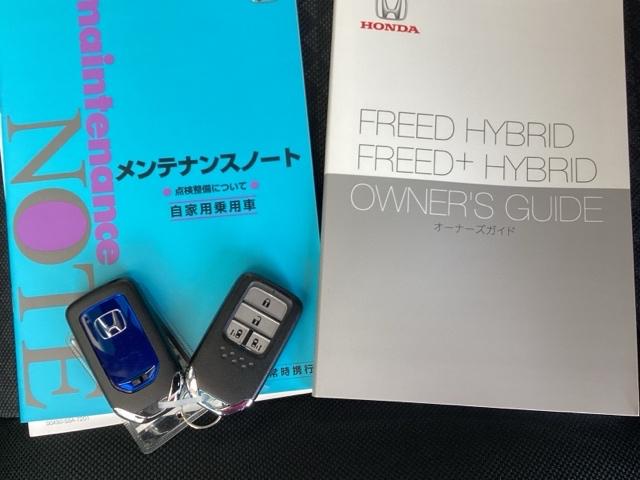 maintenance
NOTE
メンテナンスノート
点検整備について
自家用乗用車
常時携行
HONDA
FREED HYBRID
FREED+ HYBRID
OWNER'S GUIDE
オーナーズガイド